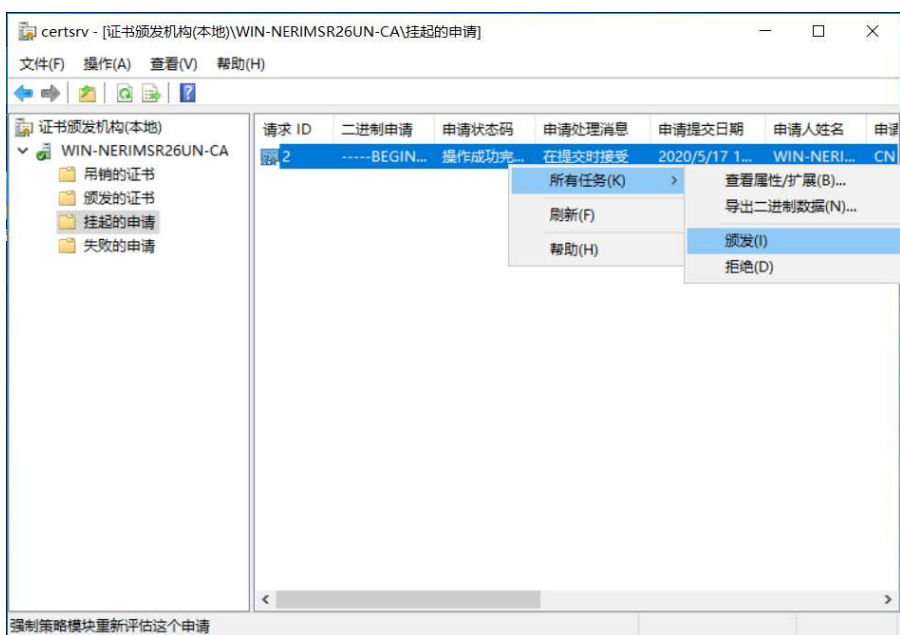 certsrv - [证书颁发机构(本地)\WIN-NERIMSR26UN-CA\挂起的申请]
文件(F) 操作(A) 查看(V) 帮助(H)
证书颁发机构(本地)
WIN-NERIMSR26UN-CA
吊销的证书
颁发的证书
挂起的申请
失败的申请
请求 ID 二进制申请 申请状态码 申请处理消息 申请提交日期 申请人姓名 申请
2 -----BEGIN... 操作成功完... 在提交时接受 2020/5/17 1... WIN-NERI... CN
所有任务(K)
刷新(F)
帮助(H)
查看属性/扩展(B)...
导出二进制数据(N)...
颁发(I)
拒绝(D)
强制策略模块重新评估这个申请